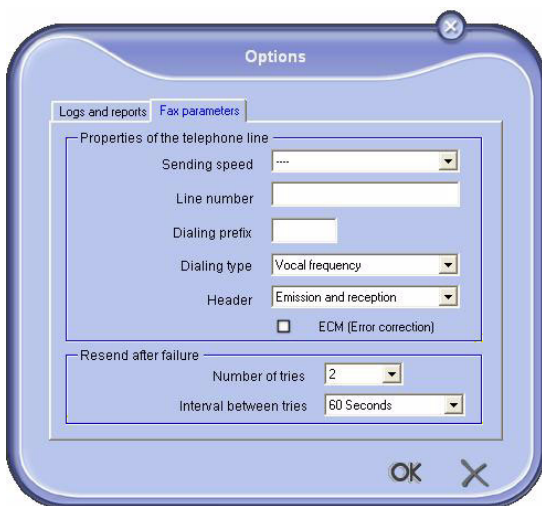 Options
Logs and reports Fax parameters
Properties of the telephone line
Sending speed ----
Line number
Dialing prefix
Dialing type Vocal frequency
Header Emission and reception
ECM (Error correction)
Resend after failure
Number of tries 2
Interval between tries 60 Seconds
OK